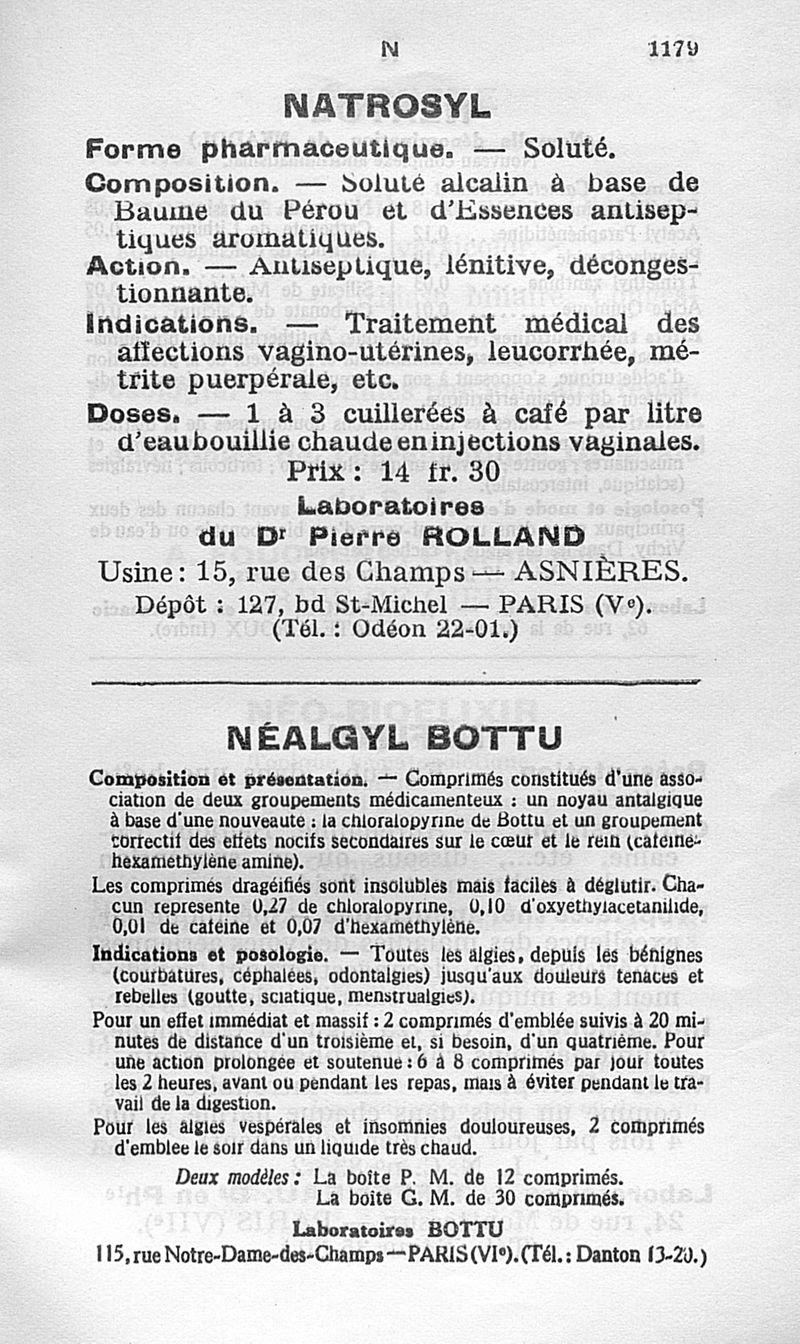 N 1179
NATROSYL
Forme pharmaceutique. — Soluté.
Composition. — Soluté alcalin à base de
Baume du Pérou et d'Essences antisep-
tiques aromatiques.
Action. — Antiseptique, lénitive, déconges-
tionnante.
Indications. — Traitement médical des
affections vagino-utérines, leucorrhée, mé-
trite puerpérale, etc.
Doses. — 1 à 3 cuillerées à café par litre
d'eau bouillie chaude en injections vaginales.
Prix : 14 fr. 30
Laboratoires
du Dr Pierre ROLLAND
Usine : 15, rue des Champs — ASNIÈRES.
Dépôt : 127, bd St-Michel — PARIS (Ve).
(Tél. : Odéon 22-01.)
NÉALGYL BOTTU
Composition et présentation. — Comprimés constitués d'une asso-
ciation de deux groupements médicamenteux : un noyau antalgique
à base d'une nouveauté : la chloralopyrine de Bottu et un groupement
correctif des effets nocifs secondaires sur le cœur et le rein (caféine-
hexaméthylène amine).
Les comprimés dragéifiés sont insolubles mais faciles à déglutir. Cha-
cun représente 0,27 de chloralopyrine, 0,10 d'oxyéthylacétanilide,
0,01 de caféine et 0,07 d'hexaméthylène.
Indications et posologie. — Toutes les algies, depuis les bénignes
(courbatures, céphalées, odontalgies) jusqu'aux douleurs tenaces et
rebelles (goutte, sciatique, menstrualgies).
Pour un effet immédiat et massif : 2 comprimés d'emblée suivis à 20 mi-
nutes de distance d'un troisième et, si besoin, d'un quatrième. Pour
une action prolongée et soutenue : 6 à 8 comprimés par jour toutes
les 2 heures, avant ou pendant les repas, mais à éviter pendant le tra-
vail de la digestion.
Pour les algies vespérales et insomnies douloureuses, 2 comprimés
d'emblée le soir dans un liquide très chaud.
Deux modèles : La boîte P. M. de 12 comprimés.
La boîte G. M. de 30 comprimés.
Laboratoires BOTTU
115, rue Notre-Dame-des-Champs — PARIS (VIe). (Tél. : Danton 13-20.)